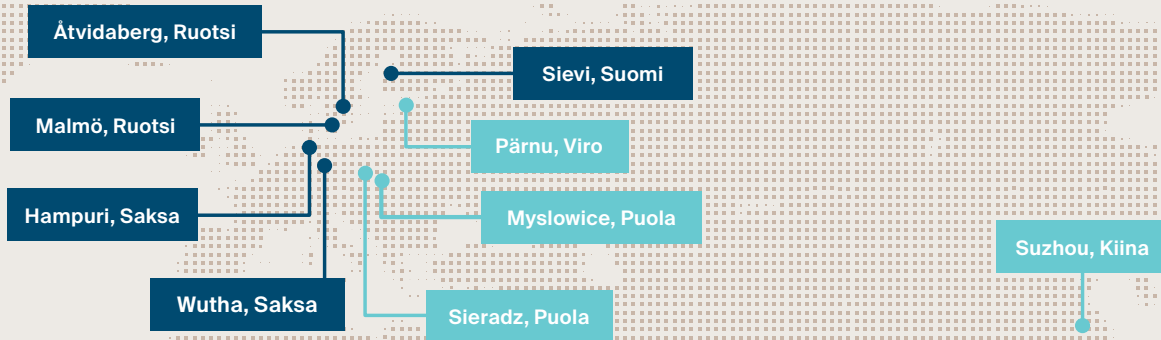 Åtvidaberg, Ruotsi
Sievi, Suomi
Malmö, Ruotsi
Pärnu, Viro
Hampuri, Saksa
Myslowice, Puola
Suzhou, Kiina
Wutha, Saksa
Sieradz, Puola